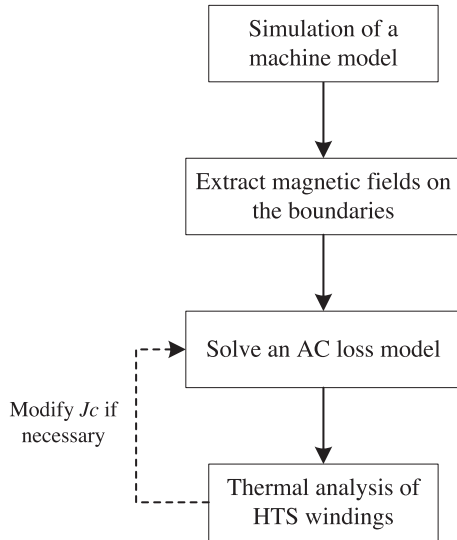 Simulation of a
machine model
Extract magnetic fields on
the boundaries
Solve an AC loss model
Modify Jc if
necessary
Thermal analysis of
HTS windings